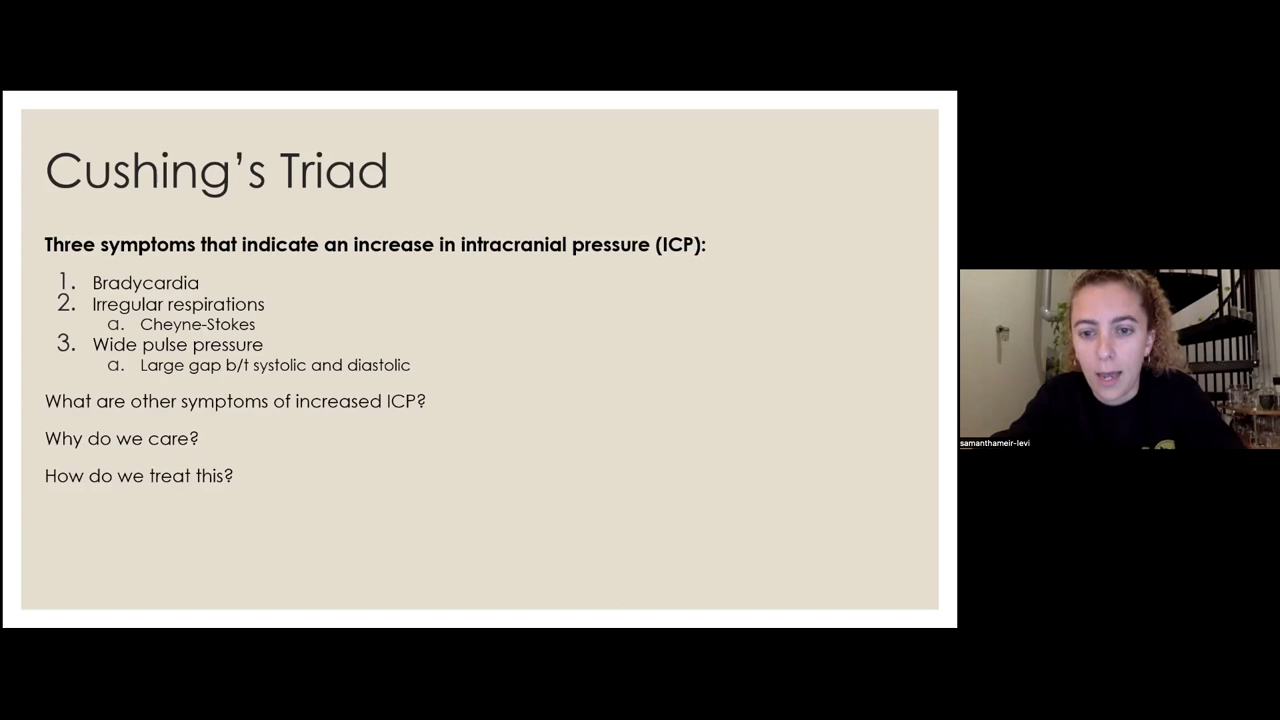 Cushing’s Triad
Three symptoms that indicate an increase in intracranial pressure (ICP):
1. Bradycardia
2. Irregular respirations
a. Cheyne-Stokes
3. Wide pulse pressure
a. Large gap b/t systolic and diastolic
What are other symptoms of increased ICP?
Why do we care?
How do we treat this?
samanthameir-levi